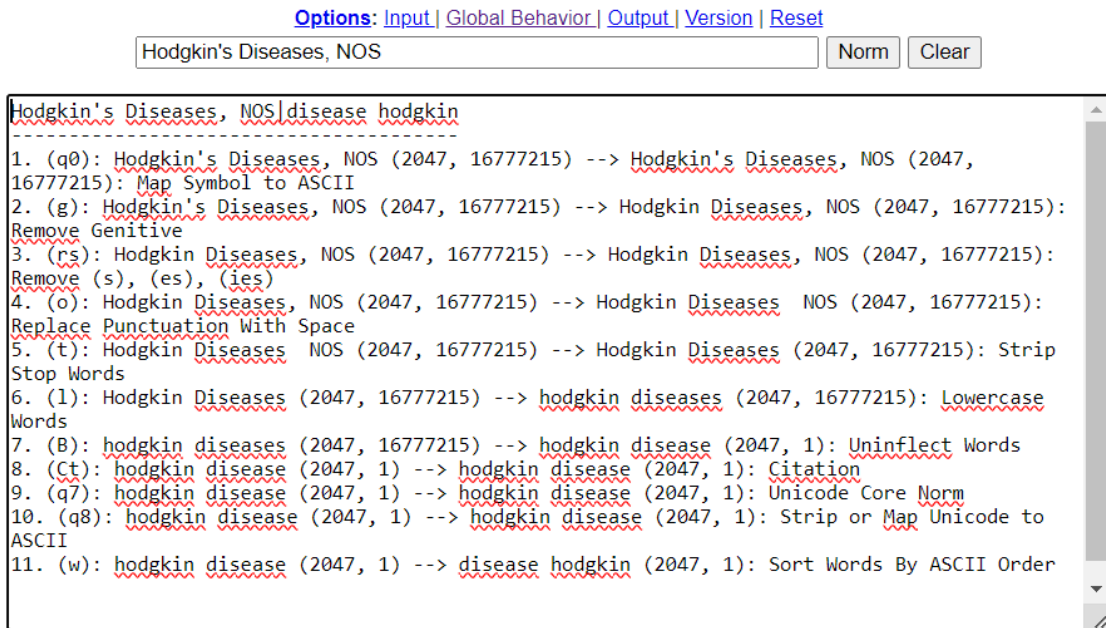 Options: Input | Global Behavior | Output | Version | Reset
Hodgkin's Diseases, NOS Norm Clear
Hodgkin's Diseases, NOS|disease hodgkin
---------------------------------------
1. (q0): Hodgkin's Diseases, NOS (2047, 16777215) --> Hodgkin's Diseases, NOS (2047,
16777215): Map Symbol to ASCII
2. (g): Hodgkin's Diseases, NOS (2047, 16777215) --> Hodgkin Diseases, NOS (2047, 16777215):
Remove Genitive
3. (rs): Hodgkin Diseases, NOS (2047, 16777215) --> Hodgkin Diseases, NOS (2047, 16777215):
Remove (s), (es), (ies)
4. (o): Hodgkin Diseases, NOS (2047, 16777215) --> Hodgkin Diseases  NOS (2047, 16777215):
Replace Punctuation With Space
5. (t): Hodgkin Diseases  NOS (2047, 16777215) --> Hodgkin Diseases (2047, 16777215): Strip
Stop Words
6. (l): Hodgkin Diseases (2047, 16777215) --> hodgkin diseases (2047, 16777215): Lowercase
Words
7. (B): hodgkin diseases (2047, 16777215) --> hodgkin disease (2047, 1): Uninflect Words
8. (Ct): hodgkin disease (2047, 1) --> hodgkin disease (2047, 1): Citation
9. (q7): hodgkin disease (2047, 1) --> hodgkin disease (2047, 1): Unicode Core Norm
10. (q8): hodgkin disease (2047, 1) --> hodgkin disease (2047, 1): Strip or Map Unicode to
ASCII
11. (w): hodgkin disease (2047, 1) --> disease hodgkin (2047, 1): Sort Words By ASCII Order